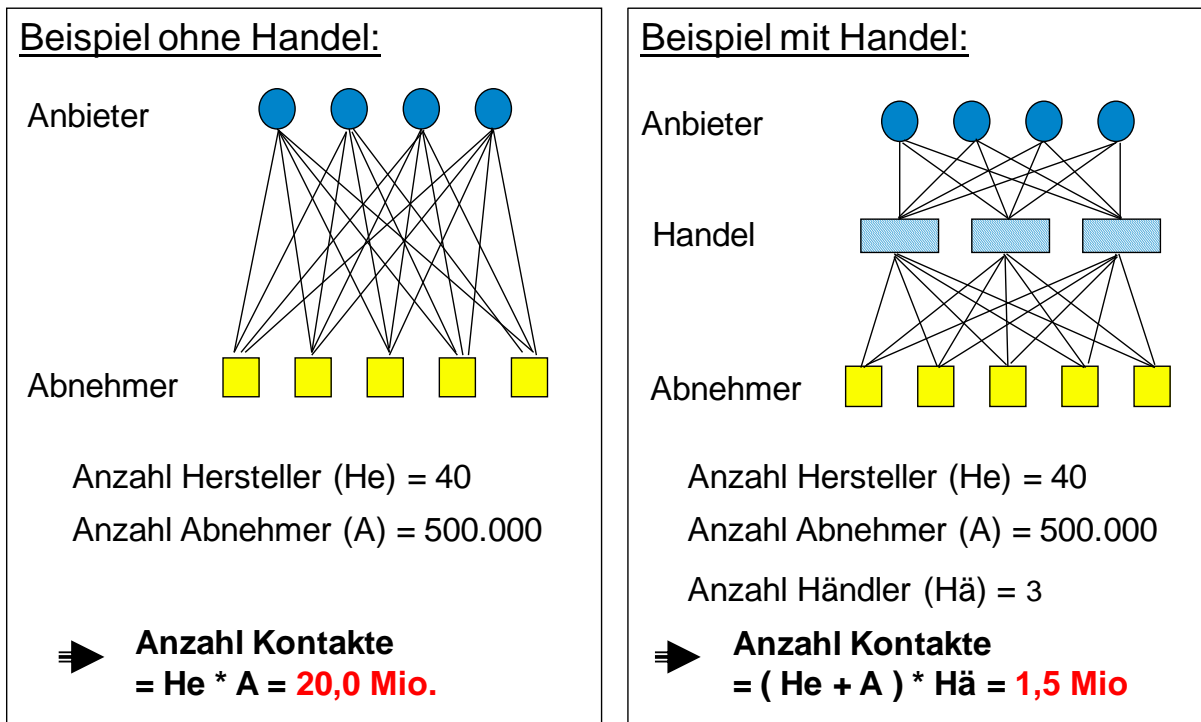 Beispiel ohne Handel:
Anbieter
Abnehmer
Anzahl Hersteller (He) = 40
Anzahl Abnehmer (A) = 500.000
Anzahl Kontakte
= He * A = 20,0 Mio.
Beispiel mit Handel:
Anbieter
Handel
Abnehmer
Anzahl Hersteller (He) = 40
Anzahl Abnehmer (A) = 500.000
Anzahl Händler (Hä) = 3
Anzahl Kontakte
= ( He + A ) * Hä = 1,5 Mio